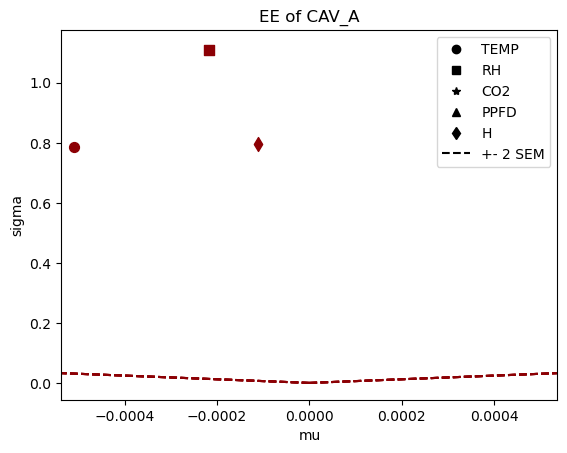 EE of CAV_A
TEMP
RH
CO2
PPFD
H
+- 2 SEM
sigma
1.0
0.8
0.6
0.4
0.2
0.0
−0.0004
−0.0002
0.0000
0.0002
0.0004
mu